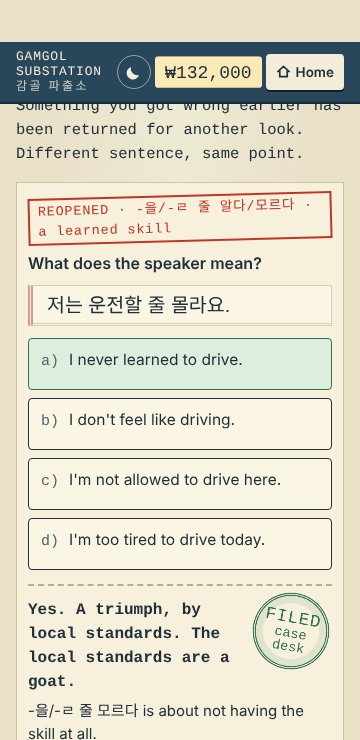 GAMGOL
SUBSTATION
감골 파출소
₩132,000
Home
Something you got wrong earlier has
been returned for another look.
Different sentence, same point.
REOPENED · -을/-ㄹ 줄 알다/모르다 ·
a learned skill
What does the speaker mean?
저는 운전할 줄 몰라요.
a) I never learned to drive.
b) I don't feel like driving.
c) I'm not allowed to drive here.
d) I'm too tired to drive today.
Yes. A triumph, by
local standards. The
local standards are a
goat.
FILED
case
desk
-을/-ㄹ 줄 모르다 is about not having the
skill at all.